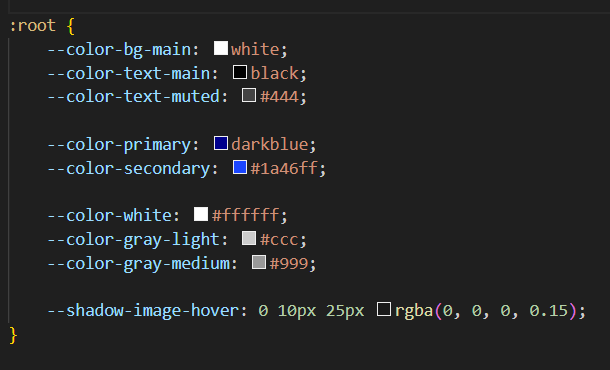 :root {
--color-bg-main: white;
--color-text-main: black;
--color-text-muted: #444;
--color-primary: darkblue;
--color-secondary: #1a46ff;
--color-white: #ffffff;
--color-gray-light: #ccc;
--color-gray-medium: #999;
--shadow-image-hover: 0 10px 25px rgba(0, 0, 0, 0.15);
}